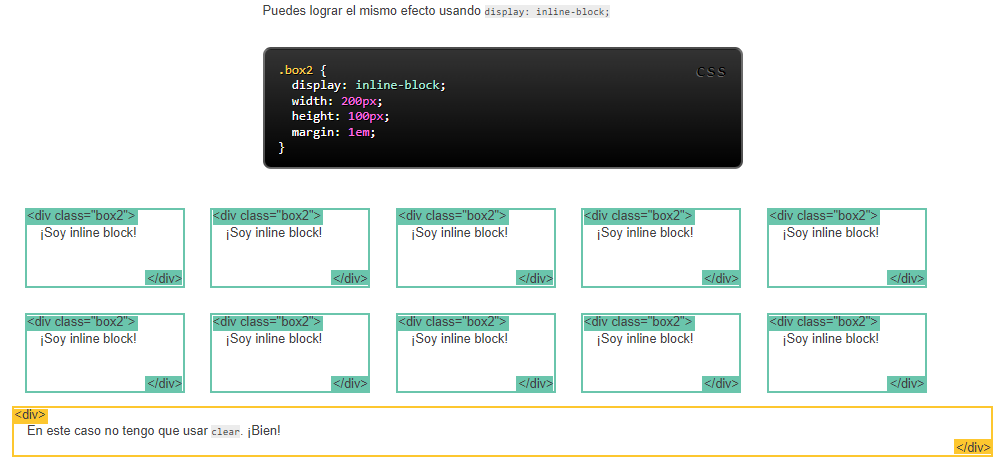 Puedes lograr el mismo efecto usando display: inline-block;
css
.box2 {
display: inline-block;
width: 200px;
height: 100px;
margin: 1em;
}
<div class="box2"> <div class="box2"> <div class="box2"> <div class="box2"> <div class="box2">
¡Soy inline block! ¡Soy inline block! ¡Soy inline block! ¡Soy inline block! ¡Soy inline block!
</div> </div> </div> </div> </div>
<div class="box2"> <div class="box2"> <div class="box2"> <div class="box2"> <div class="box2">
¡Soy inline block! ¡Soy inline block! ¡Soy inline block! ¡Soy inline block! ¡Soy inline block!
</div> </div> </div> </div> </div>
<div>
En este caso no tengo que usar clear. ¡Bien!
</div>